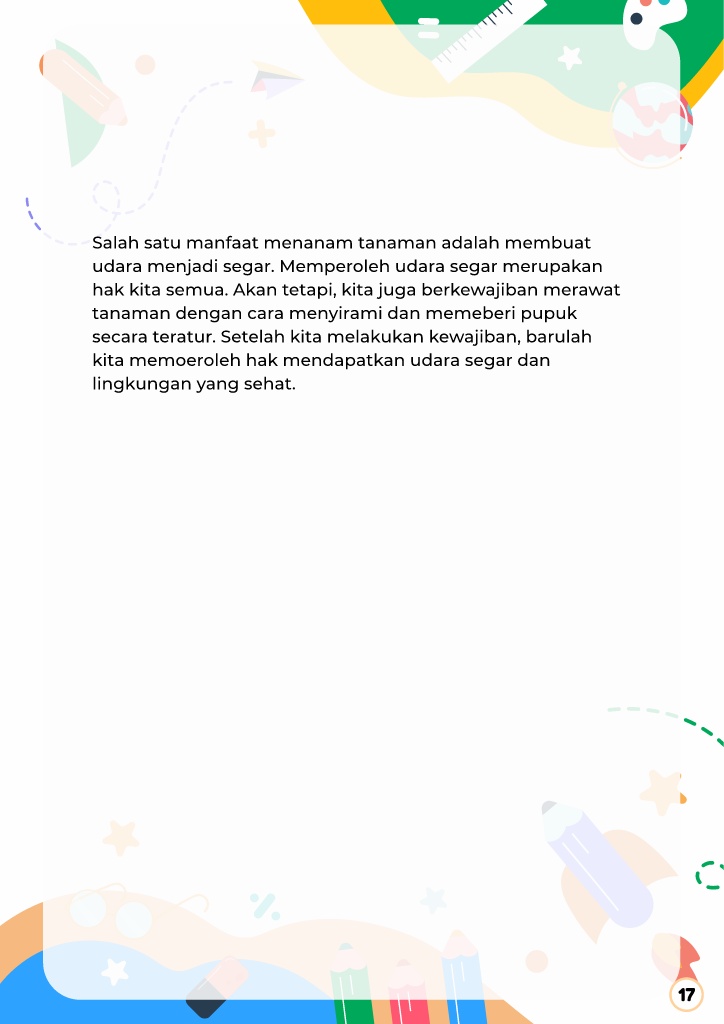 Salah satu manfaat menanam tanaman adalah membuat
udara menjadi segar. Memperoleh udara segar merupakan
hak kita semua. Akan tetapi, kita juga berkewajiban merawat
tanaman dengan cara menyirami dan memeberi pupuk
secara teratur. Setelah kita melakukan kewajiban, barulah
kita memoeroleh hak mendapatkan udara segar dan
lingkungan yang sehat.
17